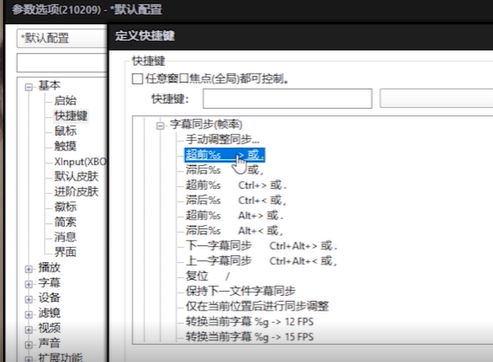 参数选项(210209) - *默认配置
*默认配置
基本
启始
快捷键
鼠标
触摸
XInput(XBO
默认皮肤
进阶皮肤
徽标
简索
消息
界面
播放
字幕
设备
滤镜
视频
声音
扩展功能
定义快捷键
快捷键
任意窗口焦点(全局)都可控制。
快捷键:
字幕同步(帧率)
手动调整同步...
超前%s > 或 .
滞后%s 或 ,
超前%s Ctrl+> 或 .
滞后%s Ctrl+< 或 ,
超前%s Alt+> 或 .
滞后%s Alt+< 或 ,
下一字幕同步 Ctrl+Alt+> 或 .
上一字幕同步 Ctrl+Alt+< 或 ,
复位 /
保持下一文件字幕同步
仅在当前位置后进行同步调整
转换当前字幕 %g -> 12 FPS
转换当前字幕 %g -> 15 FPS